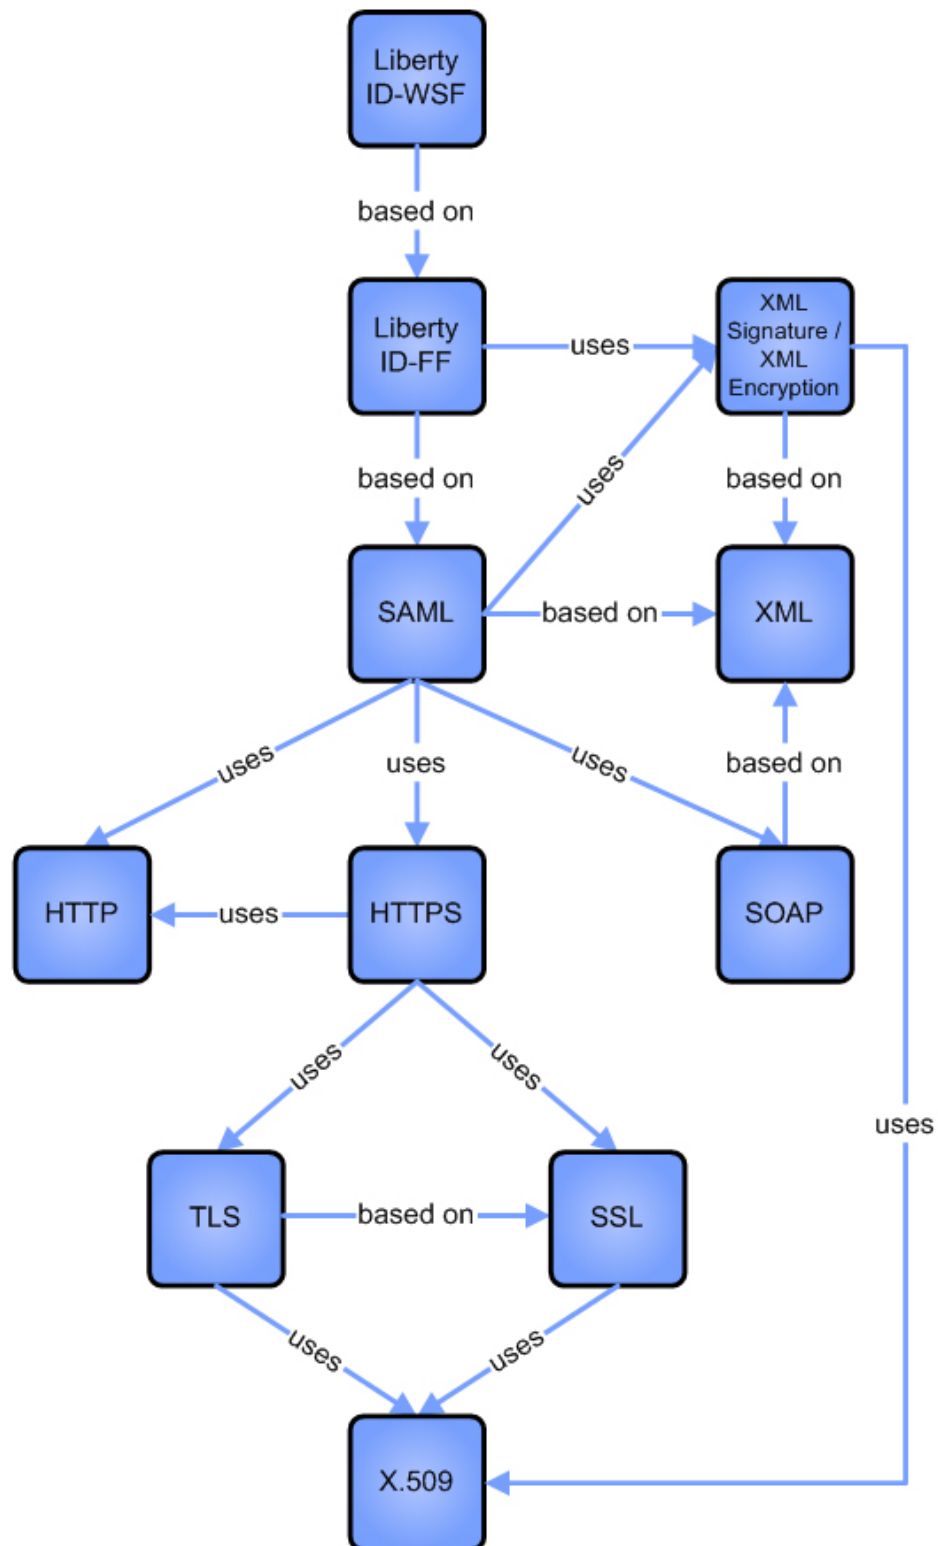 Liberty
ID-WSF
based on
Liberty
ID-FF
uses
XML
Signature /
XML
Encryption
based on
uses
based on
SAML
based on
XML
uses
uses
uses
based on
HTTP
uses
HTTPS
SOAP
uses
uses
uses
TLS
based on
SSL
uses
uses
X.509